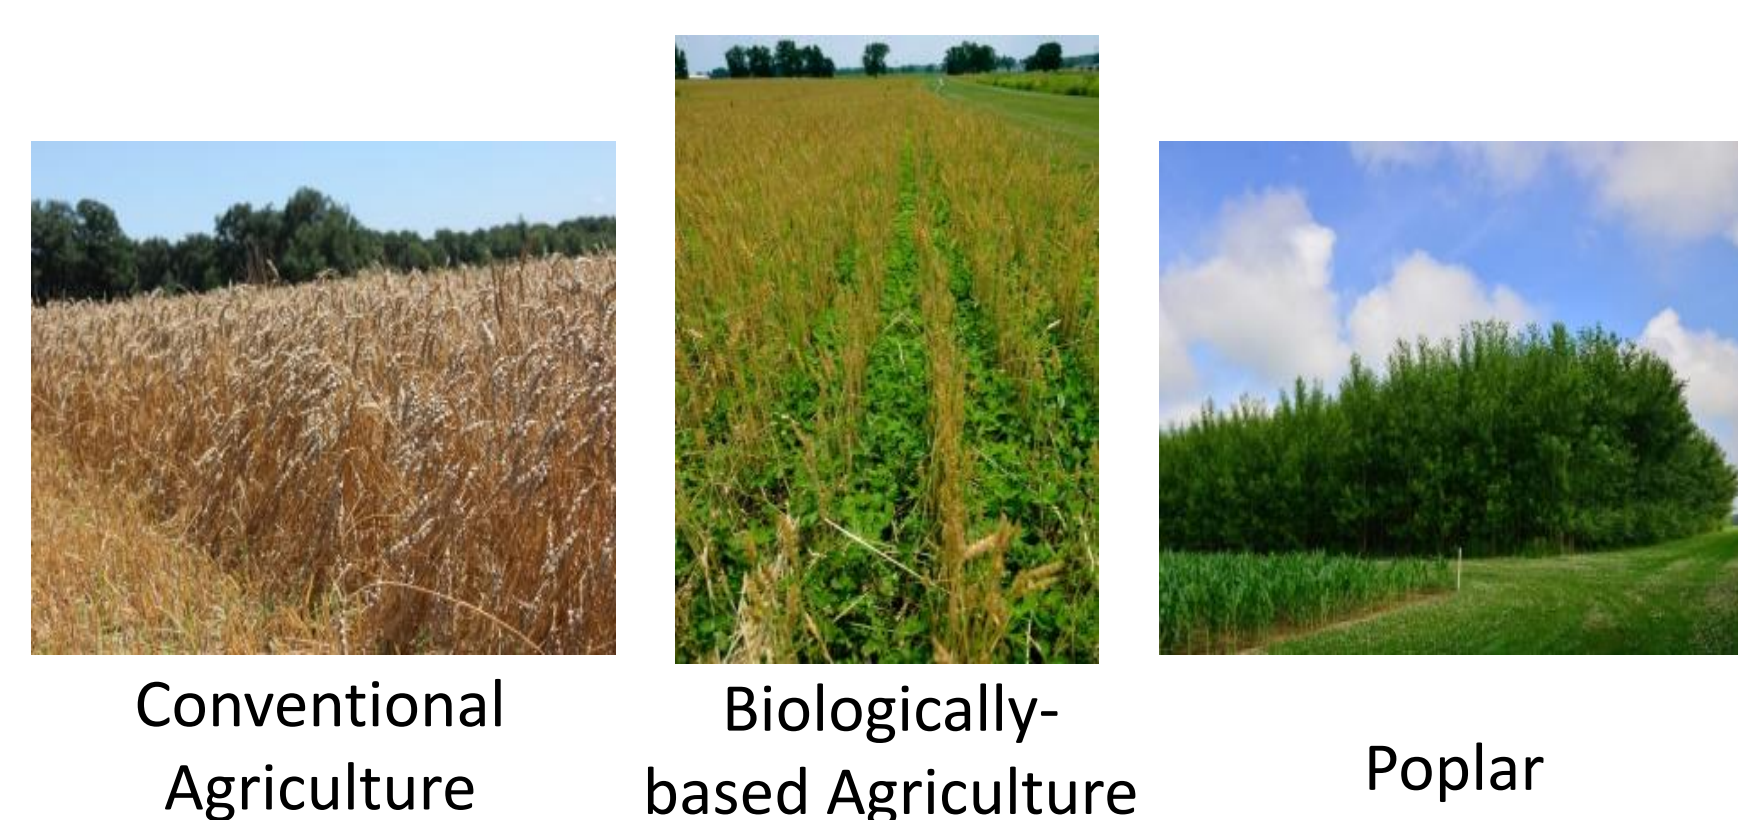 Conventional
Agriculture
Biologically-
based Agriculture
Poplar